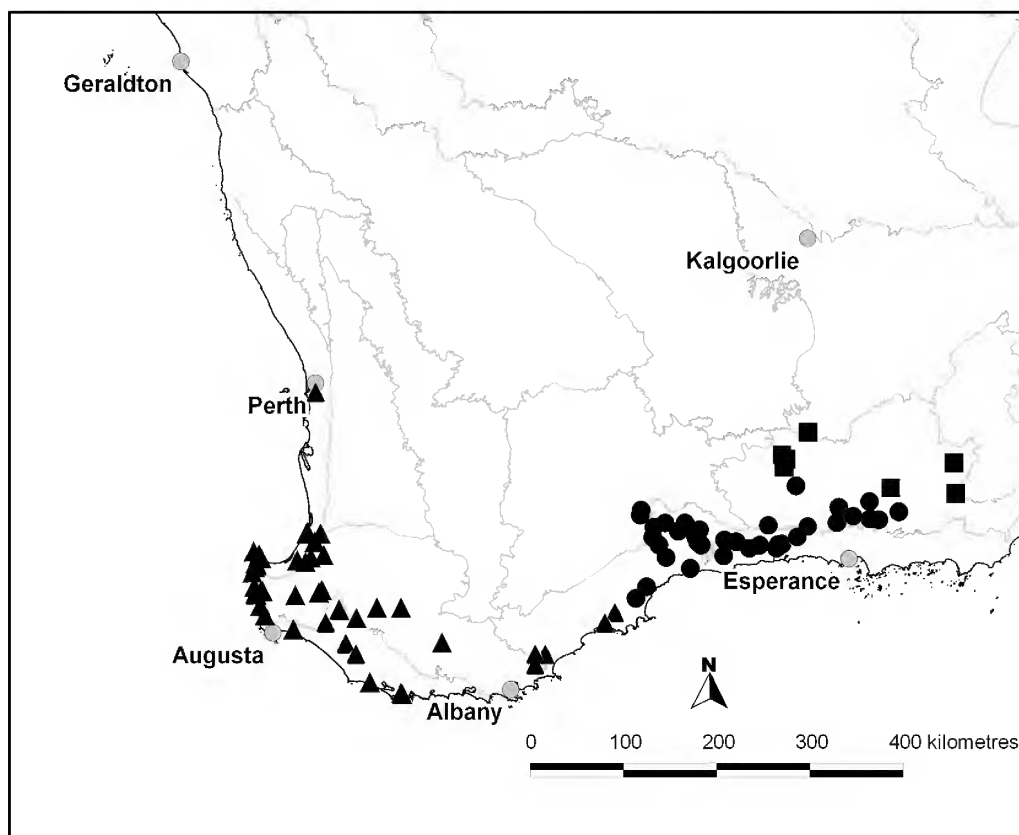 Geraldton
Kalgoorlie
Perth
Esperance
Augusta
Albany
N
0 100 200 300 400 kilometres